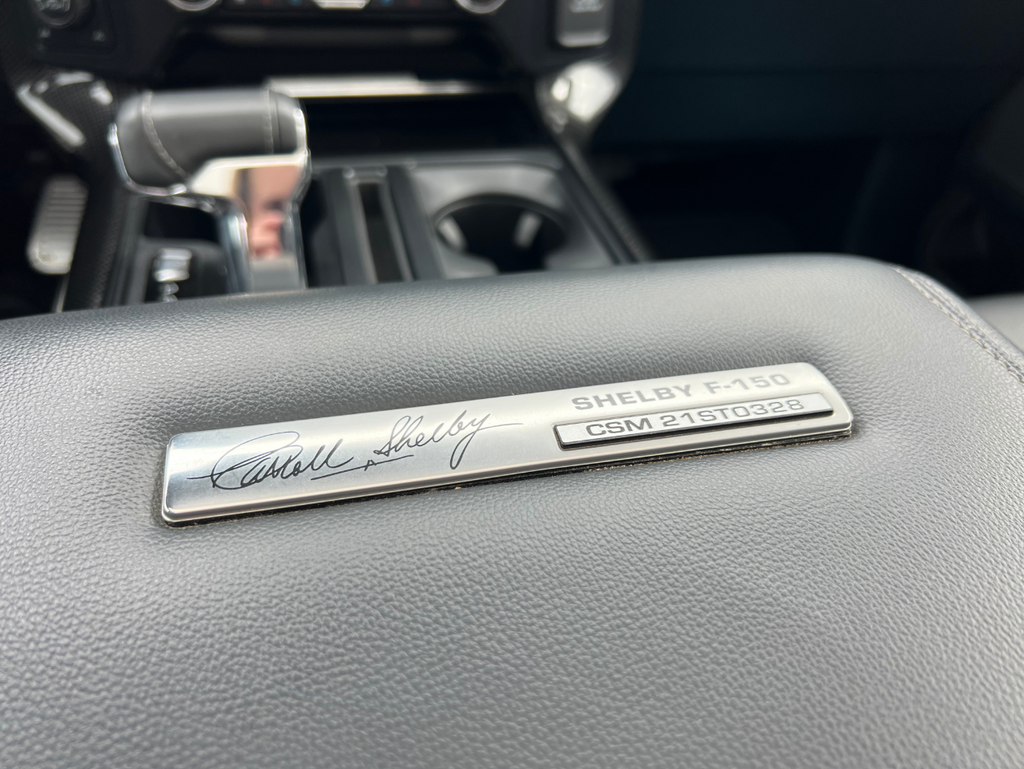 Carroll Shelby
SHELBY F-150
CSM 21ST0328